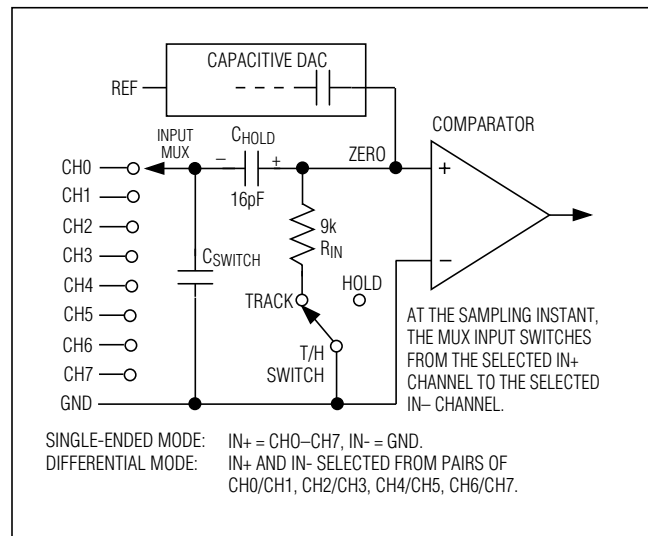 CAPACITIVE DAC
REF
COMPARATOR
INPUT
MUX
CHOLD
ZERO
− +
+
CH0
16pF
CH1
9k
RIN
CH2
CSWITCH
−
CH3
HOLD
CH4
TRACK
CH5
CH6
T/H
SWITCH
CH7
GND
AT THE SAMPLING INSTANT,
THE MUX INPUT SWITCHES
FROM THE SELECTED IN+
CHANNEL TO THE SELECTED
IN– CHANNEL.
SINGLE-ENDED MODE: IN+ = CHO–CH7, IN- = GND.
DIFFERENTIAL MODE: IN+ AND IN- SELECTED FROM PAIRS OF
CH0/CH1, CH2/CH3, CH4/CH5, CH6/CH7.